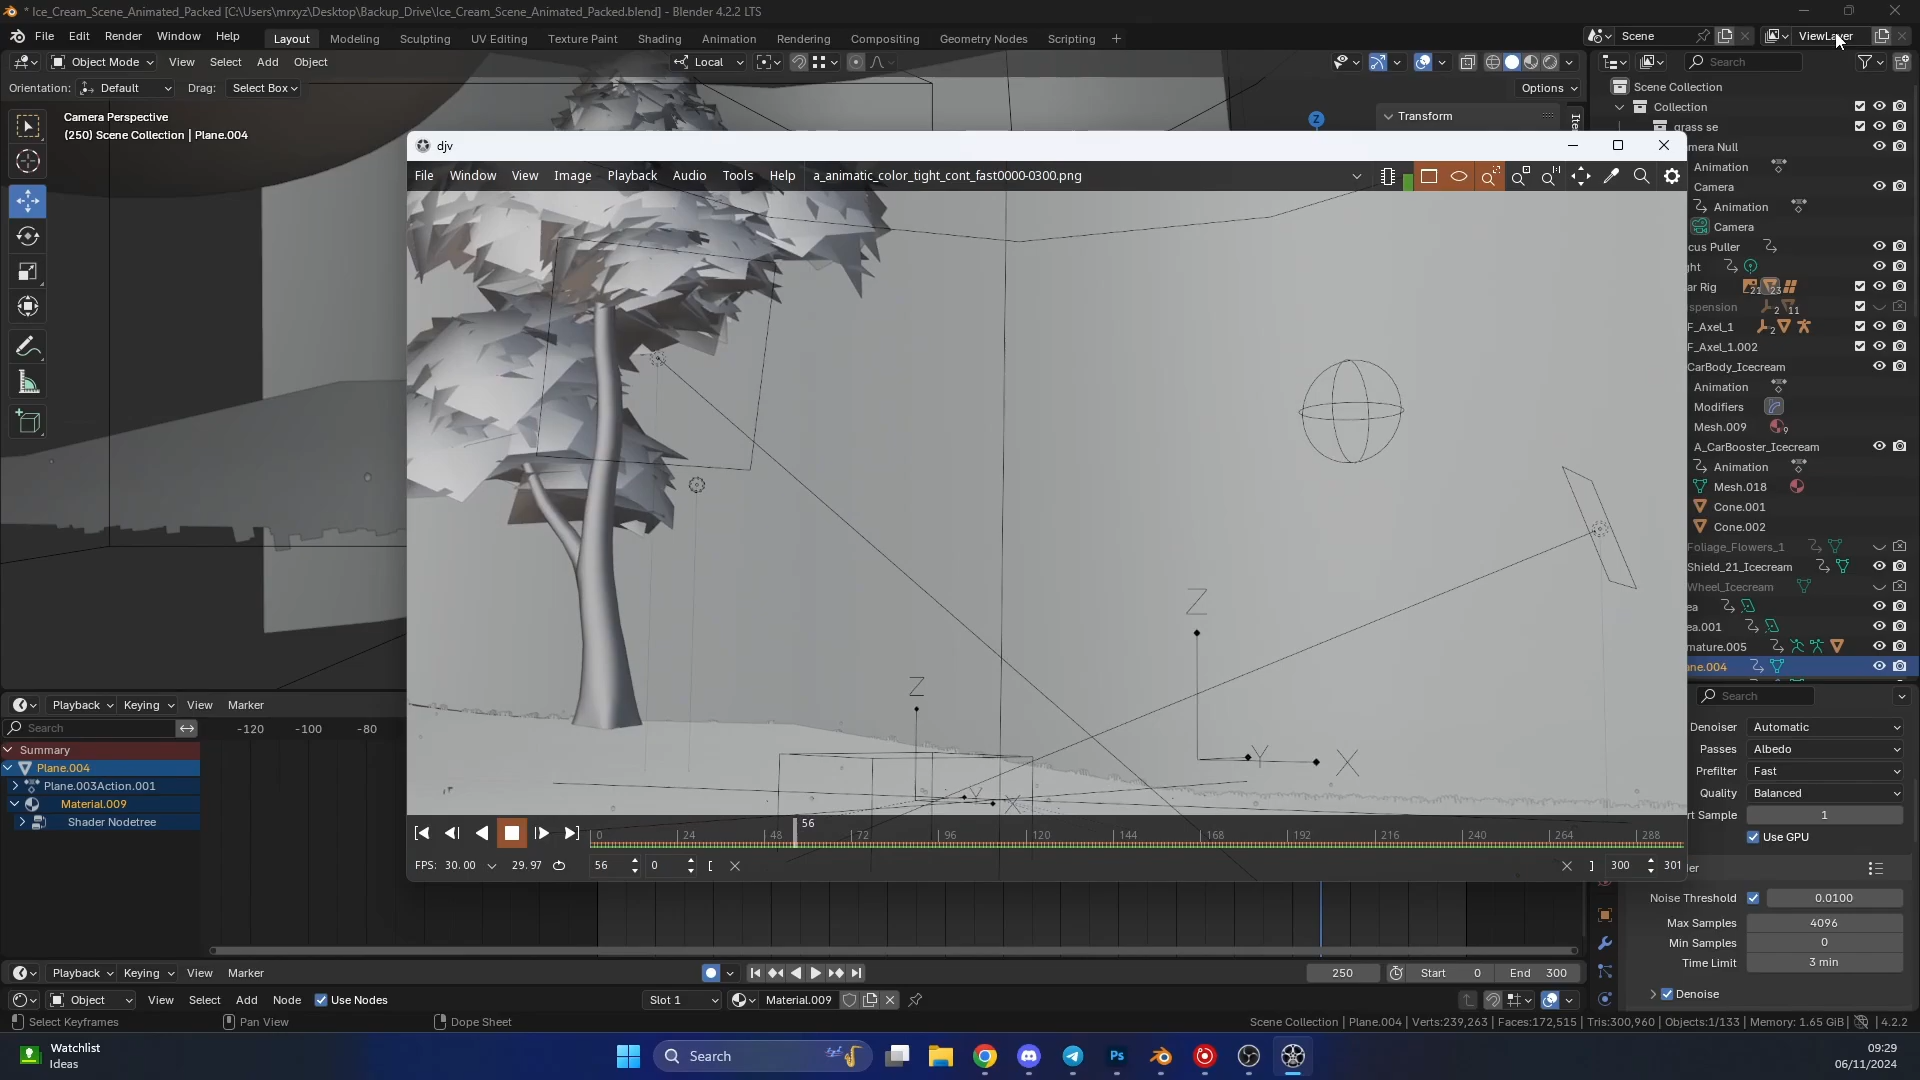 * Ice_Cream_Scene_Animated_Packed [C:\Users\mrxyz\Desktop\Backup_Drive\Ice_Cream_Scene_Animated_Packed.blend] - Blender 4.2.2 LTS
File Edit Render Window Help Layout Modeling Sculpting UV Editing Texture Paint Shading Animation Rendering Compositing Geometry Nodes Scripting + Scene ViewLayer
Object Mode View Select Add Object Local Search
Orientation: Default Drag: Select Box Options
Camera Perspective
(250) Scene Collection | Plane.004
Z
Transform
Scene Collection
Collection
grass se
mera Null
Animation
Camera
Animation
Camera
cus Puller
ght
ar Rig 21 23
spension 2 11
F_Axel_1 2
F_Axel_1.002
CarBody_Icecream
Animation
Modifiers
Mesh.009 9
A_CarBooster_Icecream
Animation
Mesh.018
Cone.001
Cone.002
Foliage_Flowers_1
Shield_21_Icecream
Wheel_Icecream
ea
ea.001
mature.005
ane.004
djv
File Window View Image Playback Audio Tools Help a_animatic_color_tight_cont_fast0000-0300.png
Z
Z
Y X
Y X
56
0 24 48 72 96 120 144 168 192 216 240 264 288
FPS: 30.00 29.97 56 0 [ ] 300 301
Playback Keying View Marker
Search -120 -100 -80
Summary
Plane.004
Plane.003Action.001
Material.009
Shader Nodetree
Search
Denoiser Automatic
Passes Albedo
Prefilter Fast
Quality Balanced
rt Sample 1
Use GPU
er
Noise Threshold 0.0100
Max Samples 4096
Min Samples 0
Time Limit 3 min
Denoise
Playback Keying View Marker 250 Start 0 End 300
Object View Select Add Node Use Nodes Slot 1 Material.009
Select Keyframes Pan View Dope Sheet Scene Collection | Plane.004 | Verts:239,263 | Faces:172,515 | Tris:300,960 | Objects:1/133 | Memory: 1.65 GiB | 4.2.2
Watchlist
Ideas
Search
Ps
09:29
06/11/2024